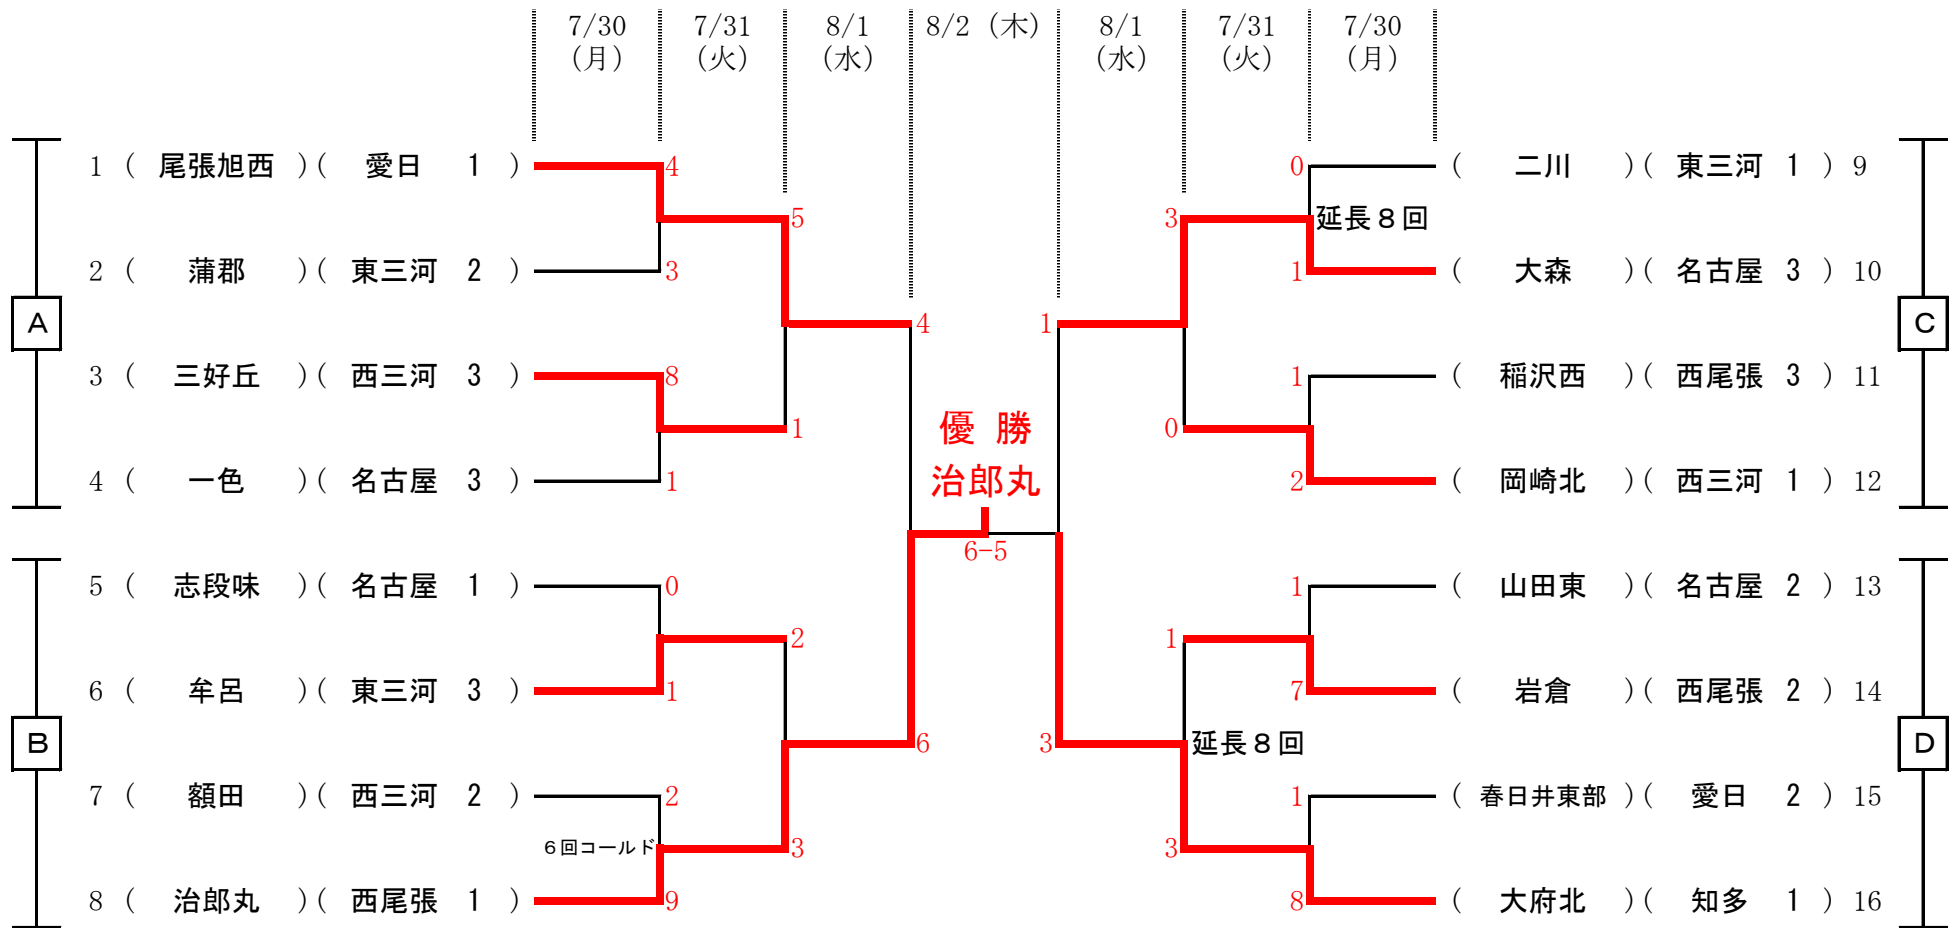 7/30 7/31 8/1 8/2（木） 8/1 7/31 7/30
（月） （火） （水） （水） （火） （月）
1 （ 尾張旭西 ）（ 愛日 1 ） 4 0 （ 二川 ）（ 東三河 1 ） 9
5 3 延長８回
2 （ 蒲郡 ）（ 東三河 2 ） 3 1 （ 大森 ）（ 名古屋 3 ） 10
A 4 1 C
3 （ 三好丘 ）（ 西三河 3 ） 8 1 （ 稲沢西 ）（ 西尾張 3 ） 11
1 優勝 0
4 （ 一色 ）（ 名古屋 3 ） 1 治郎丸 2 （ 岡崎北 ）（ 西三河 1 ） 12
6-5
5 （ 志段味 ）（ 名古屋 1 ） 0 1 （ 山田東 ）（ 名古屋 2 ） 13
2 1
6 （ 牟呂 ）（ 東三河 3 ） 1 7 （ 岩倉 ）（ 西尾張 2 ） 14
B 6 3 延長８回 D
7 （ 額田 ）（ 西三河 2 ） 2 1 （ 春日井東部 ）（ 愛日 2 ） 15
６回コールド 3 3
8 （ 治郎丸 ）（ 西尾張 1 ） 9 8 （ 大府北 ）（ 知多 1 ） 16